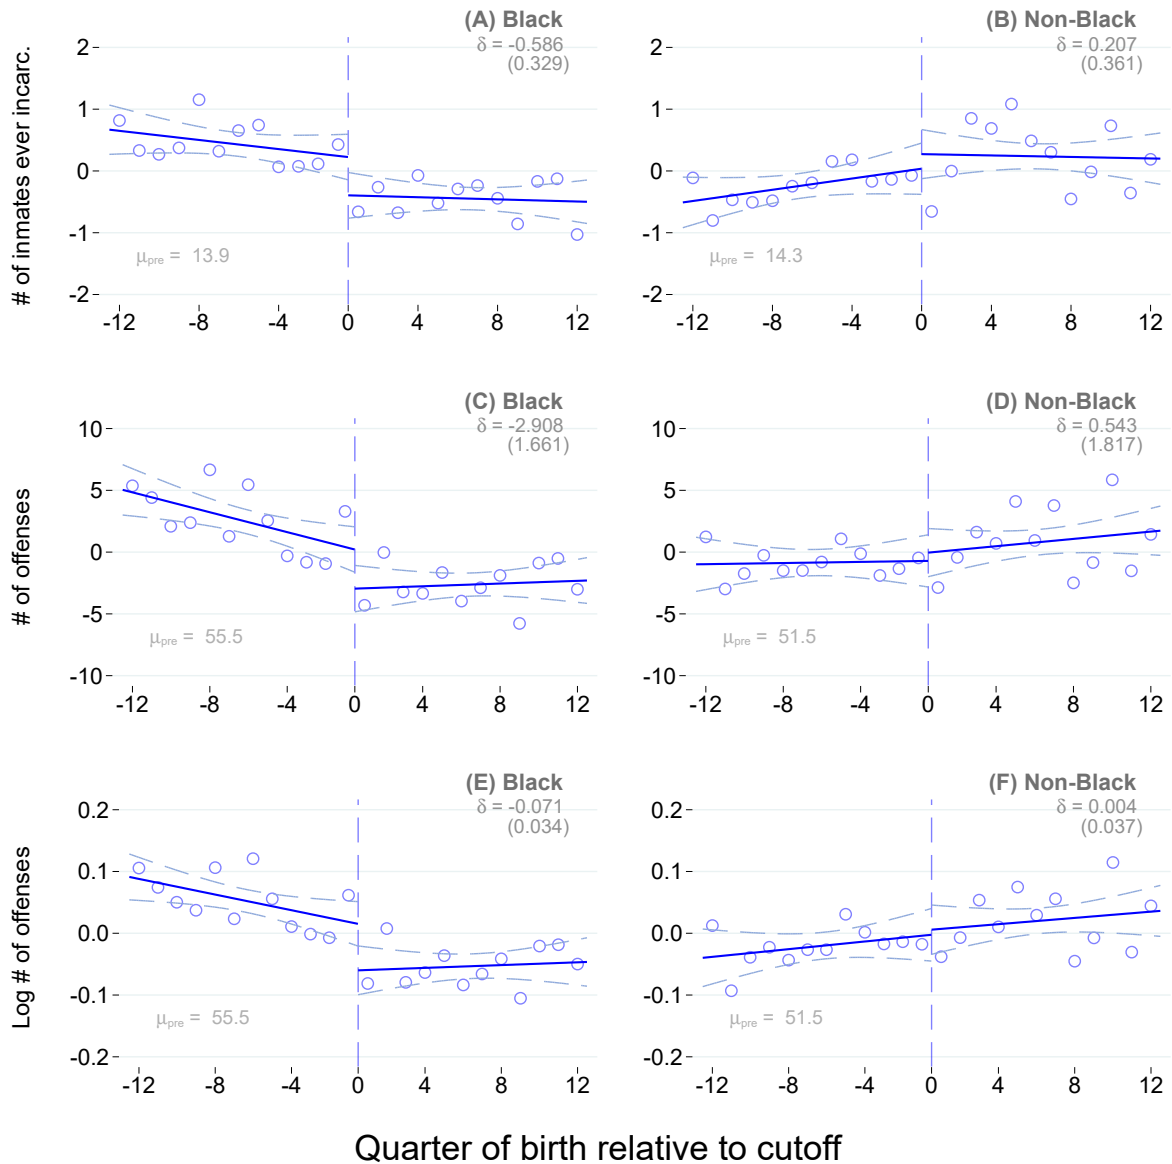 (A) Black
δ = -0.586
(0.329)
# of inmates ever incarc.
2
1
0
-1
-2
μpre = 13.9
-12 -8 -4 0 4 8 12
(B) Non-Black
δ = 0.207
(0.361)
2
1
0
-1
-2
μpre = 14.3
-12 -8 -4 0 4 8 12
(C) Black
δ = -2.908
(1.661)
# of offenses
10
5
0
-5
-10
μpre = 55.5
-12 -8 -4 0 4 8 12
(D) Non-Black
δ = 0.543
(1.817)
10
5
0
-5
-10
μpre = 51.5
-12 -8 -4 0 4 8 12
(E) Black
δ = -0.071
(0.034)
Log # of offenses
0.2
0.1
0.0
-0.1
-0.2
μpre = 55.5
-12 -8 -4 0 4 8 12
(F) Non-Black
δ = 0.004
(0.037)
0.2
0.1
0.0
-0.1
-0.2
μpre = 51.5
-12 -8 -4 0 4 8 12
Quarter of birth relative to cutoff